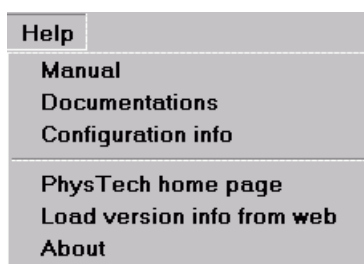 Help
Manual
Documentations
Configuration info
PhysTech home page
Load version info from web
About